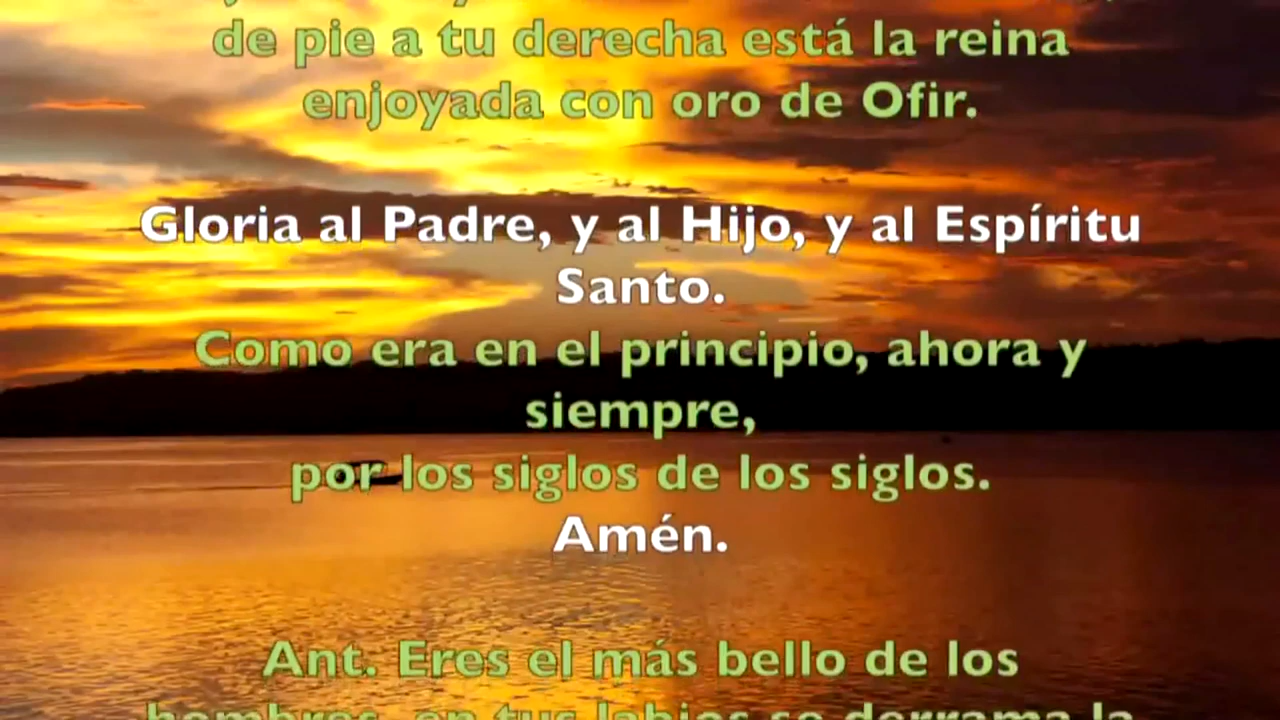 de pie a tu derecha está la reina
enjoyada con oro de Ofir.
Gloria al Padre, y al Hijo, y al Espíritu
Santo.
Como era en el principio, ahora y
siempre,
por los siglos de los siglos.
Amén.
Ant. Eres el más bello de los
hombres, en tus labios se derrama la